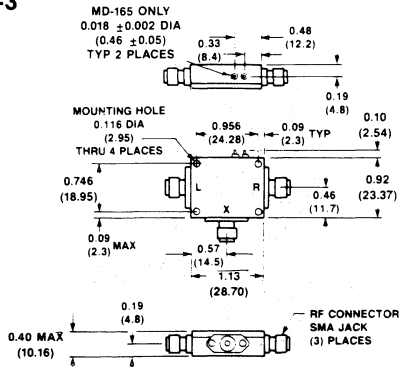 -3
MD-165 ONLY
0.018 ±0.002 DIA
(0.46 ±0.05)
TYP 2 PLACES
0.33
(8.4)
0.48
(12.2)
0.19
(4.8)
MOUNTING HOLE
0.116 DIA
(2.95)
THRU 4 PLACES
0.956
(24.28)
0.09 TYP
(2.3)
0.10
(2.54)
0.746
(18.95)
L
R
X
0.46
(11.7)
0.92
(23.37)
0.09 MAX
(2.3)
0.57
(14.5)
1.13
(28.70)
0.19
(4.8)
0.40 MAX
(10.16)
RF CONNECTOR
SMA JACK
(3) PLACES